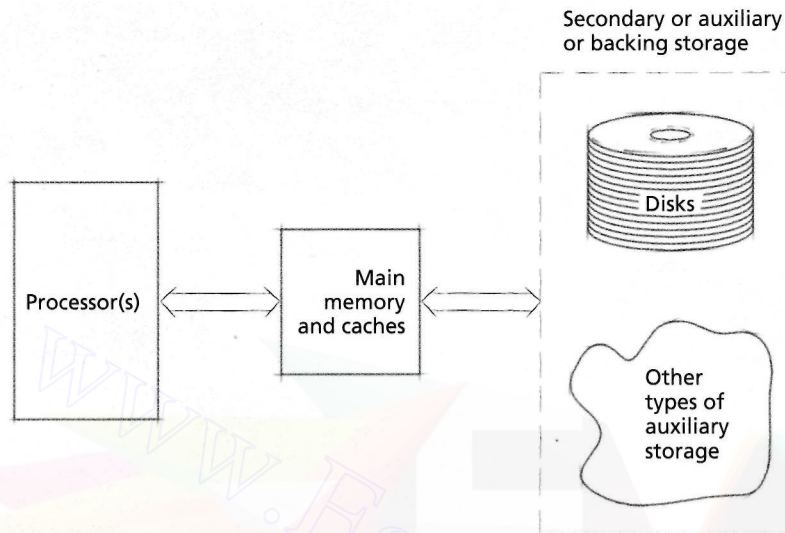 Secondary or auxiliary
or backing storage
Disks
Processor(s)
Main
memory
and caches
Other
types of
auxiliary
storage